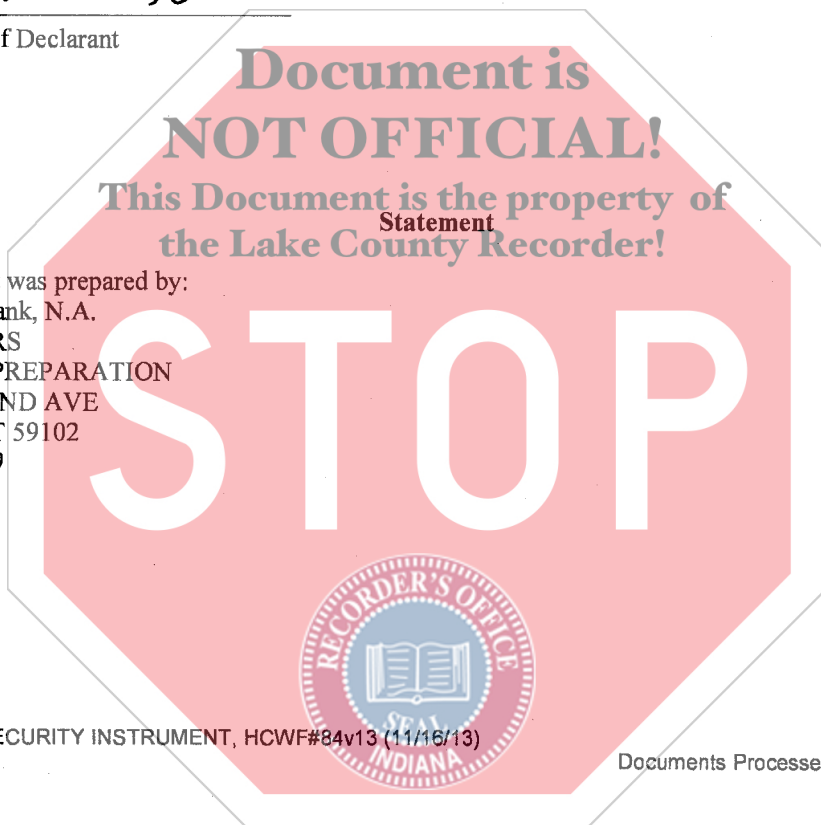 f Declarant
Document is
NOT OFFICIAL!
This Document is the property of
Statement
the Lake County Recorder!
was prepared by:
ank, N.A.
RS
PREPARATION
ND AVE
T 59102
9
STOP
RECORDER'S OFFICE
SEAL
INDIANA
ECURITY INSTRUMENT, HCWF#84v13 (11/16/13)
Documents Processe